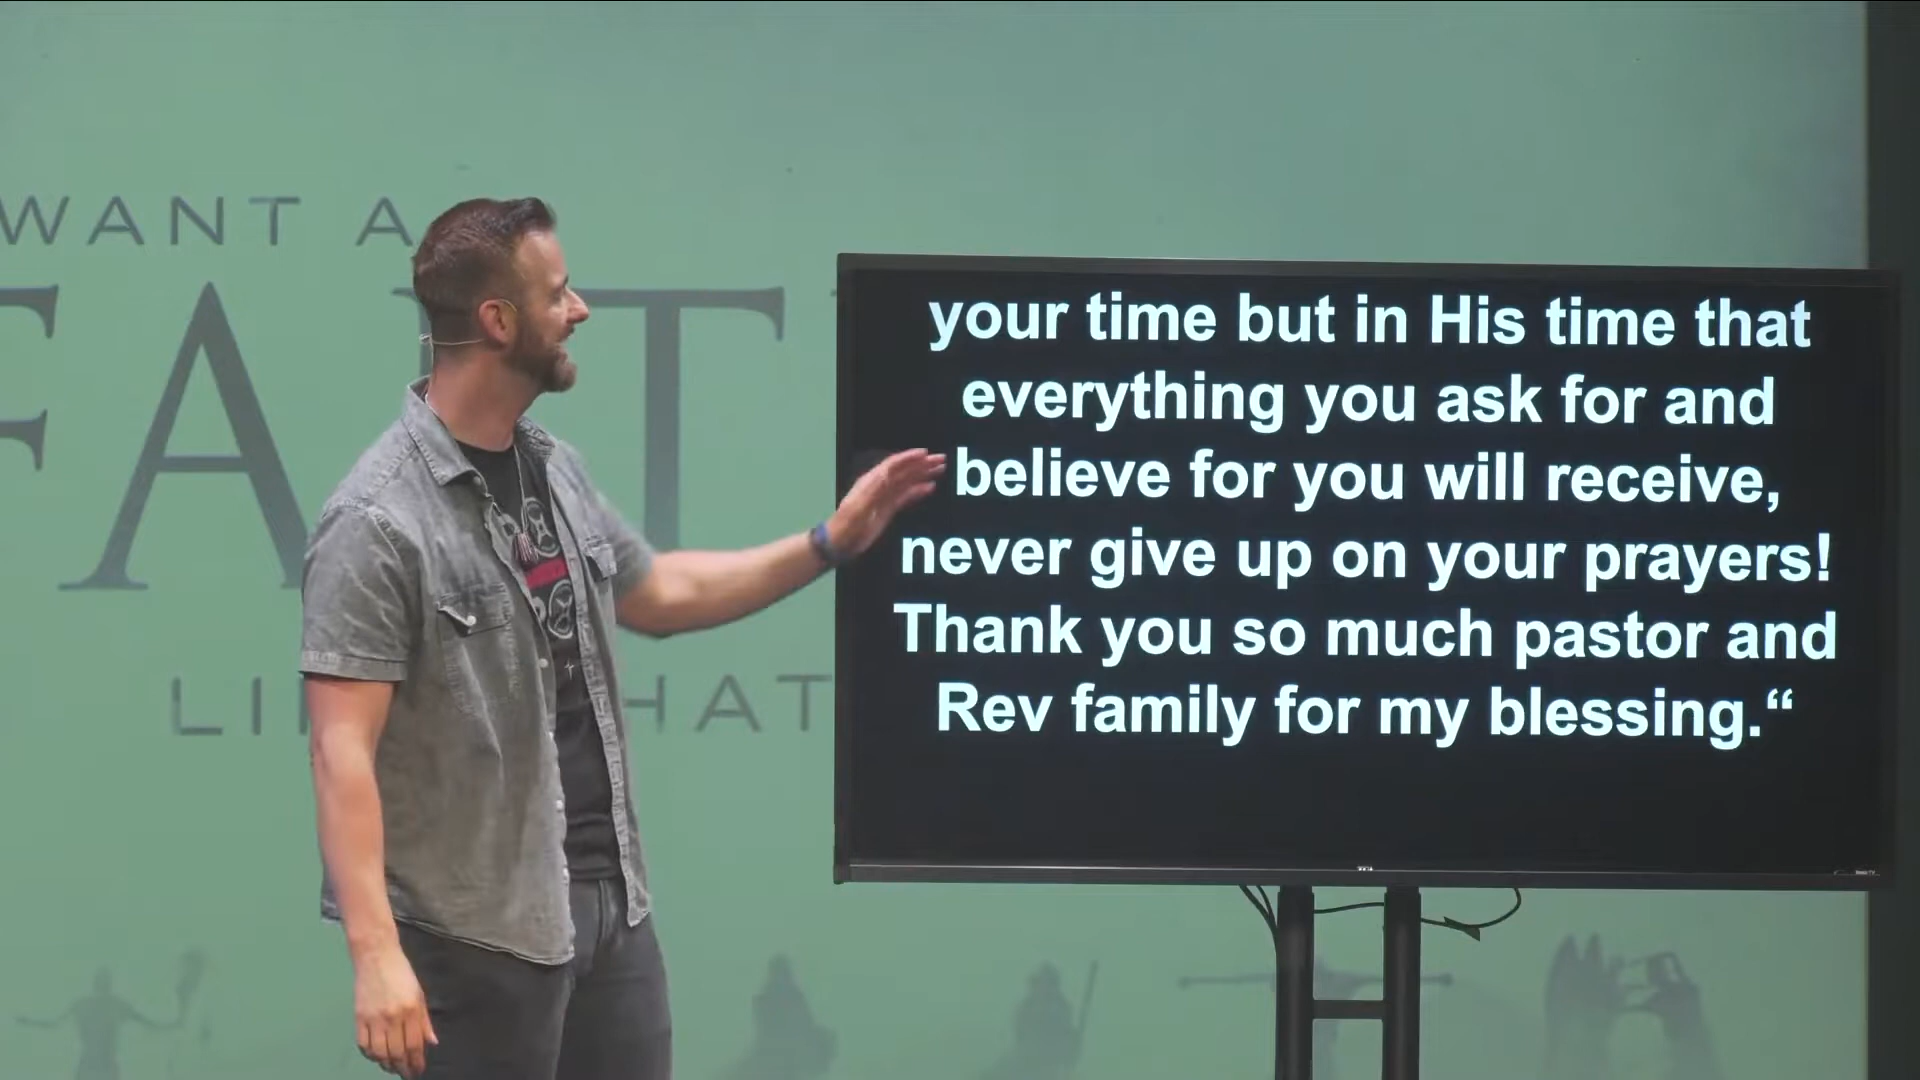 WANT A
FAIT
LI HAT
your time but in His time that
everything you ask for and
believe for you will receive,
never give up on your prayers!
Thank you so much pastor and
Rev family for my blessing.“